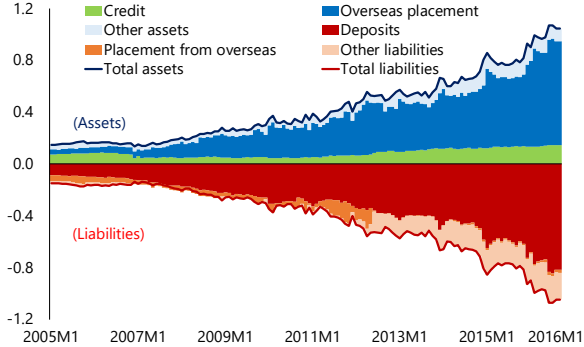 1.2
Credit
Overseas placement
Other assets
Deposits
Placement from overseas
Other liabilities
Total assets
Total liabilities
0.8
0.4
(Assets)
0.0
-0.4
(Liabilities)
-0.8
-1.2
2005M1 2007M1 2009M1 2011M1 2013M1 2015M1 2016M1